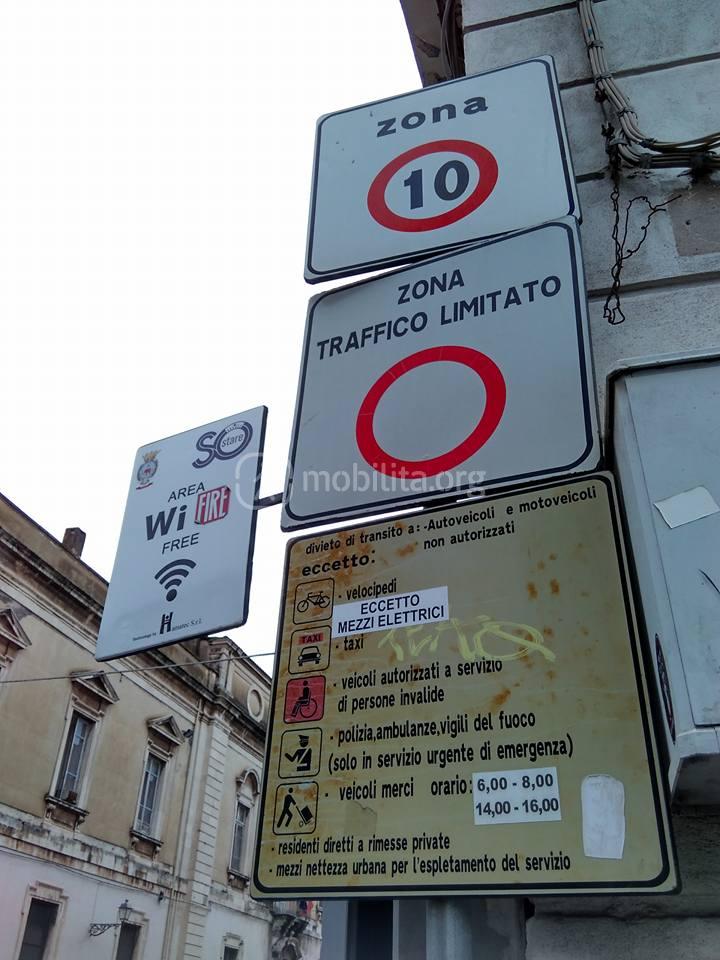 zona
10
ZONA
TRAFFICO LIMITATO
SOstare
AREA
Wi FIRE
FREE
Hamatec S.r.l.
mobilita.org
divieto di transito a: -Autoveicoli e motoveicoli
non autorizzati
eccetto:
- velocipedi
ECCETTO
MEZZI ELETTRICI
TAXI
- taxi
- veicoli autorizzati a servizio
di persone invalide
- polizia,ambulanze,vigili del fuoco
(solo in servizio urgente di emergenza)
- veicoli merci orario: 6,00 - 8,00
14,00 - 16,00
- residenti diretti a rimesse private
- mezzi nettezza urbana per l'espletamento del servizio